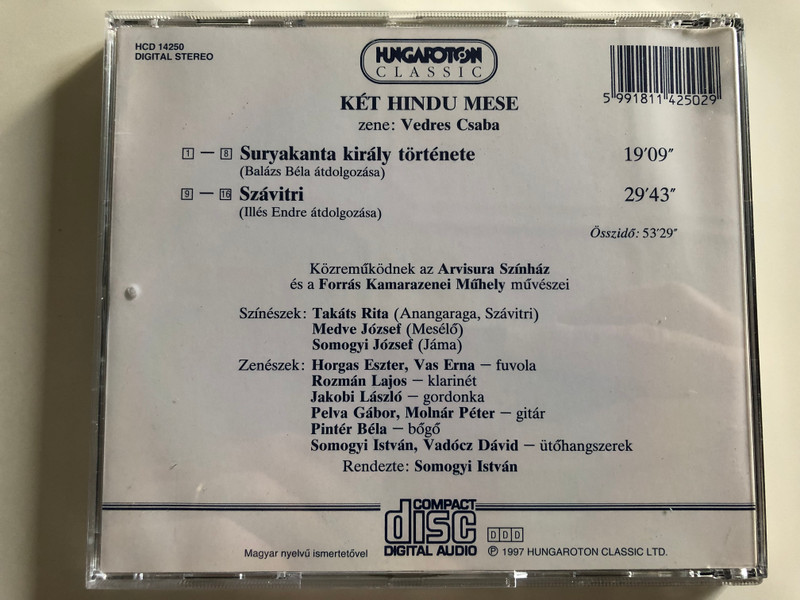 HCD 14250
DIGITAL STEREO
HUNGAROTON
CLASSIC
5 991811 425029
KÉT HINDU MESE
zene: Vedres Csaba
1 – 8 Suryakanta király története 19'09"
(Balázs Béla átdolgozása)
9 – 16 Szávitri 29'43"
(Illés Endre átdolgozása)
Összidő: 53'29"
Közreműködnek az Arvisura Színház
és a Forrás Kamarazenei Műhely művészei
Színészek: Takáts Rita (Anangaraga, Szávitri)
Medve József (Mesélő)
Somogyi József (Jáma)
Zenészek: Horgas Eszter, Vas Erna – fuvola
Rozmán Lajos – klarinét
Jakobi László – gordonka
Pelva Gábor, Molnár Péter – gitár
Pintér Béla – bőgő
Somogyi István, Vadócz Dávid – ütőhangszerek
Rendezte: Somogyi István
COMPACT
disc
DIGITAL AUDIO
DDD
Magyar nyelvű ismertetővel
℗ 1997 HUNGAROTON CLASSIC LTD.